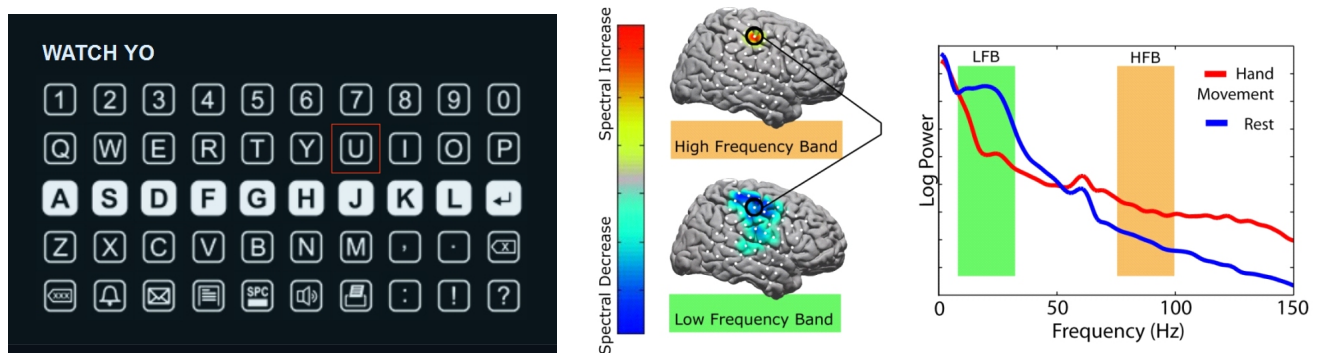 WATCH YO
1 2 3 4 5 6 7 8 9 0
Q W E R T Y U I O P
A S D F G H J K L
Z X C V B N M , .
X
XXX SPC : ! ?
Spectral Increase
Spectral Decrease
High Frequency Band
Low Frequency Band
LFB HFB
Hand
Movement
Rest
Log Power
0 50 100 150
Frequency (Hz)